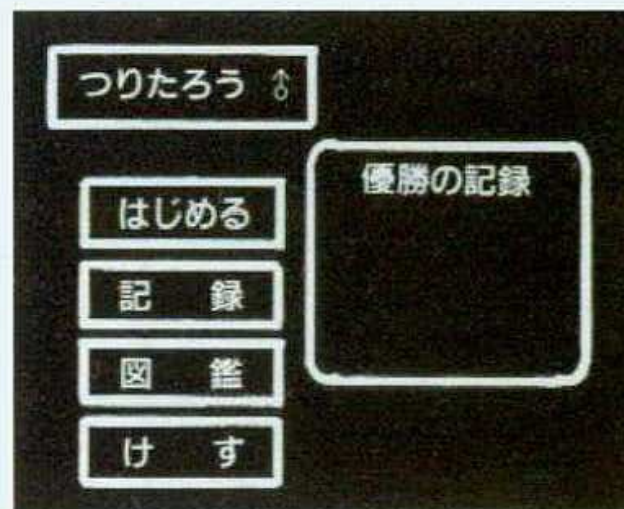 つりたろう ♂
はじめる
記 録
図 鑑
け す
優勝の記録